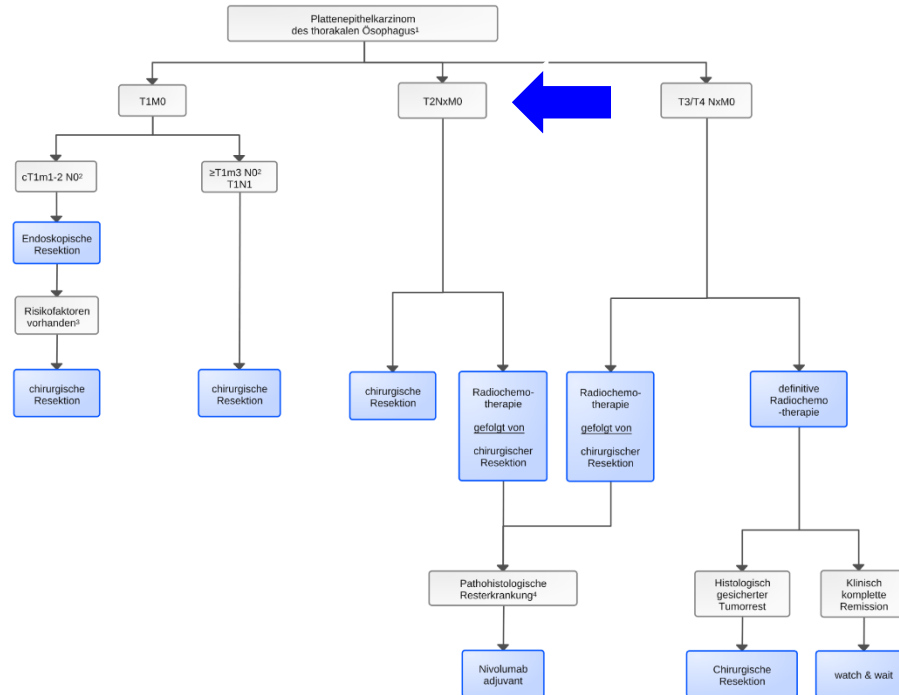 Plattenepithelkarzinom
des thorakalen Ösophagus¹
T1M0
T2NxM0
T3/T4 NxM0
cT1m1-2 N0²
≥T1m3 N0²
T1N1
Endoskopische
Resektion
Risikofaktoren
vorhanden³
chirurgische
Resektion
chirurgische
Resektion
chirurgische
Resektion
Radiochemo-
therapie
gefolgt von
chirurgischer
Resektion
Radiochemo-
therapie
gefolgt von
chirurgischer
Resektion
definitive
Radiochemo
-therapie
Pathohistologische
Resterkrankung⁴
Histologisch
gesicherter
Tumorrest
Klinisch
komplette
Remission
Nivolumab
adjuvant
Chirurgische
Resektion
watch & wait